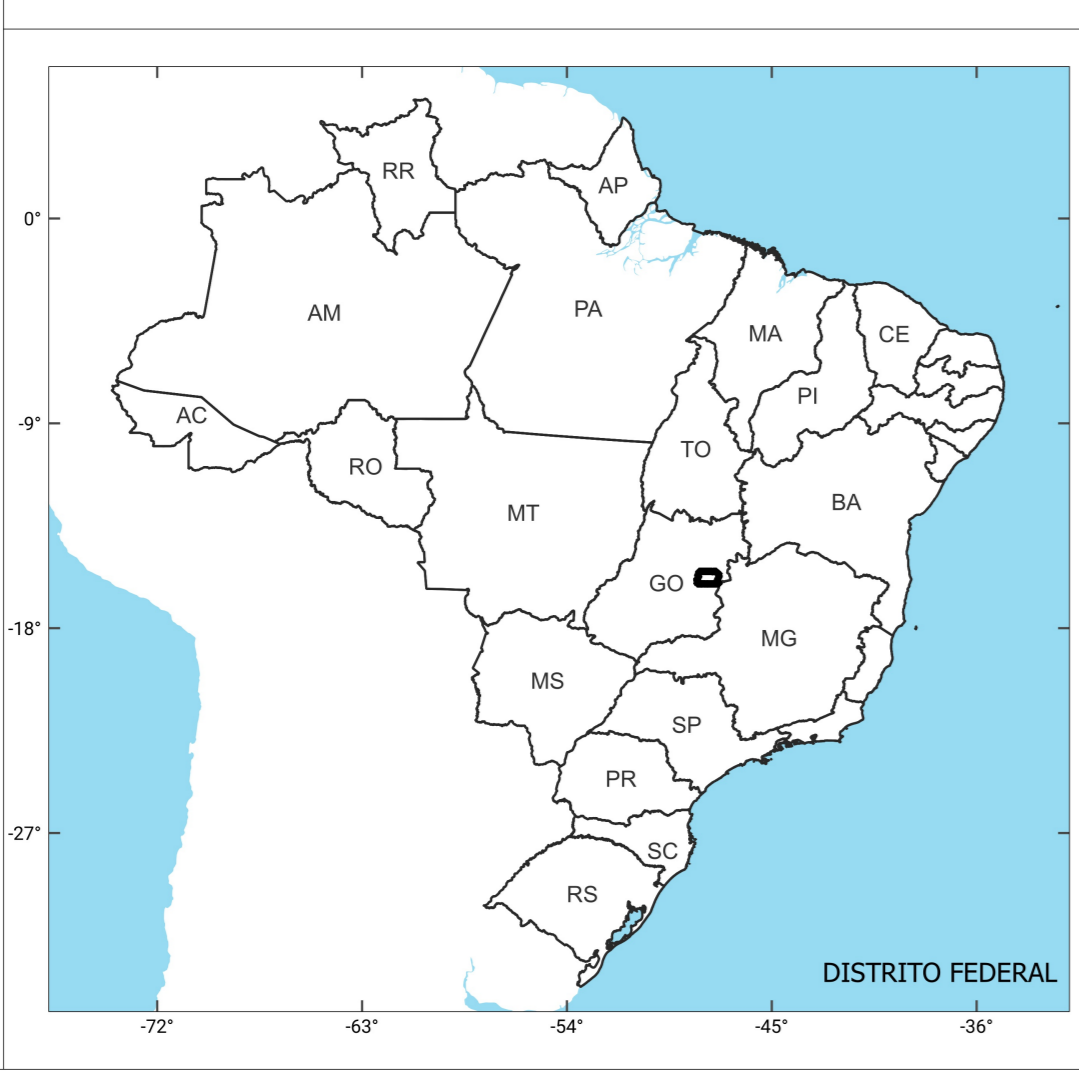 RR
AP
0°
AM
PA
MA
CE
PI
AC
-9°
TO
RO
BA
MT
GO
-18°
MG
MS
SP
PR
-27°
SC
RS
DISTRITO FEDERAL
-72°
-63°
-54°
-45°
-36°